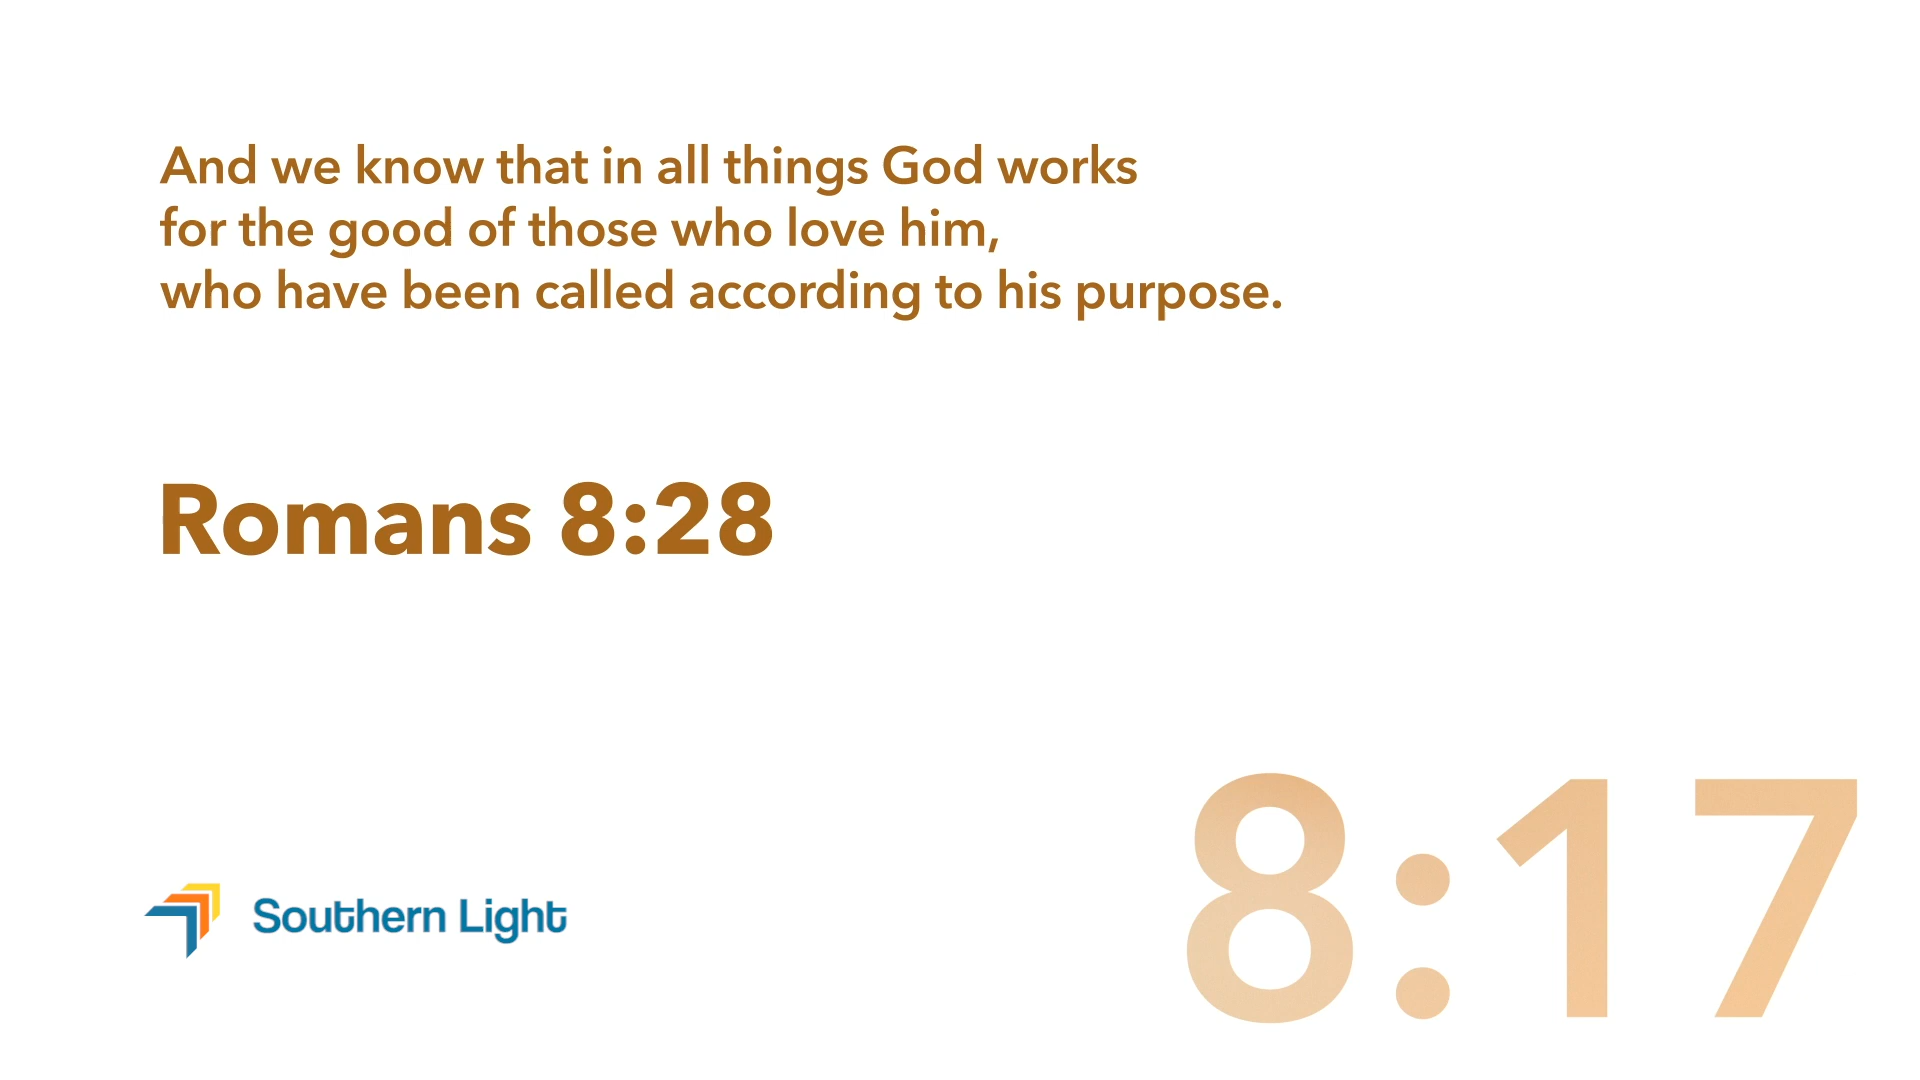 And we know that in all things God works
for the good of those who love him,
who have been called according to his purpose.
Romans 8:28
Southern Light
8:17